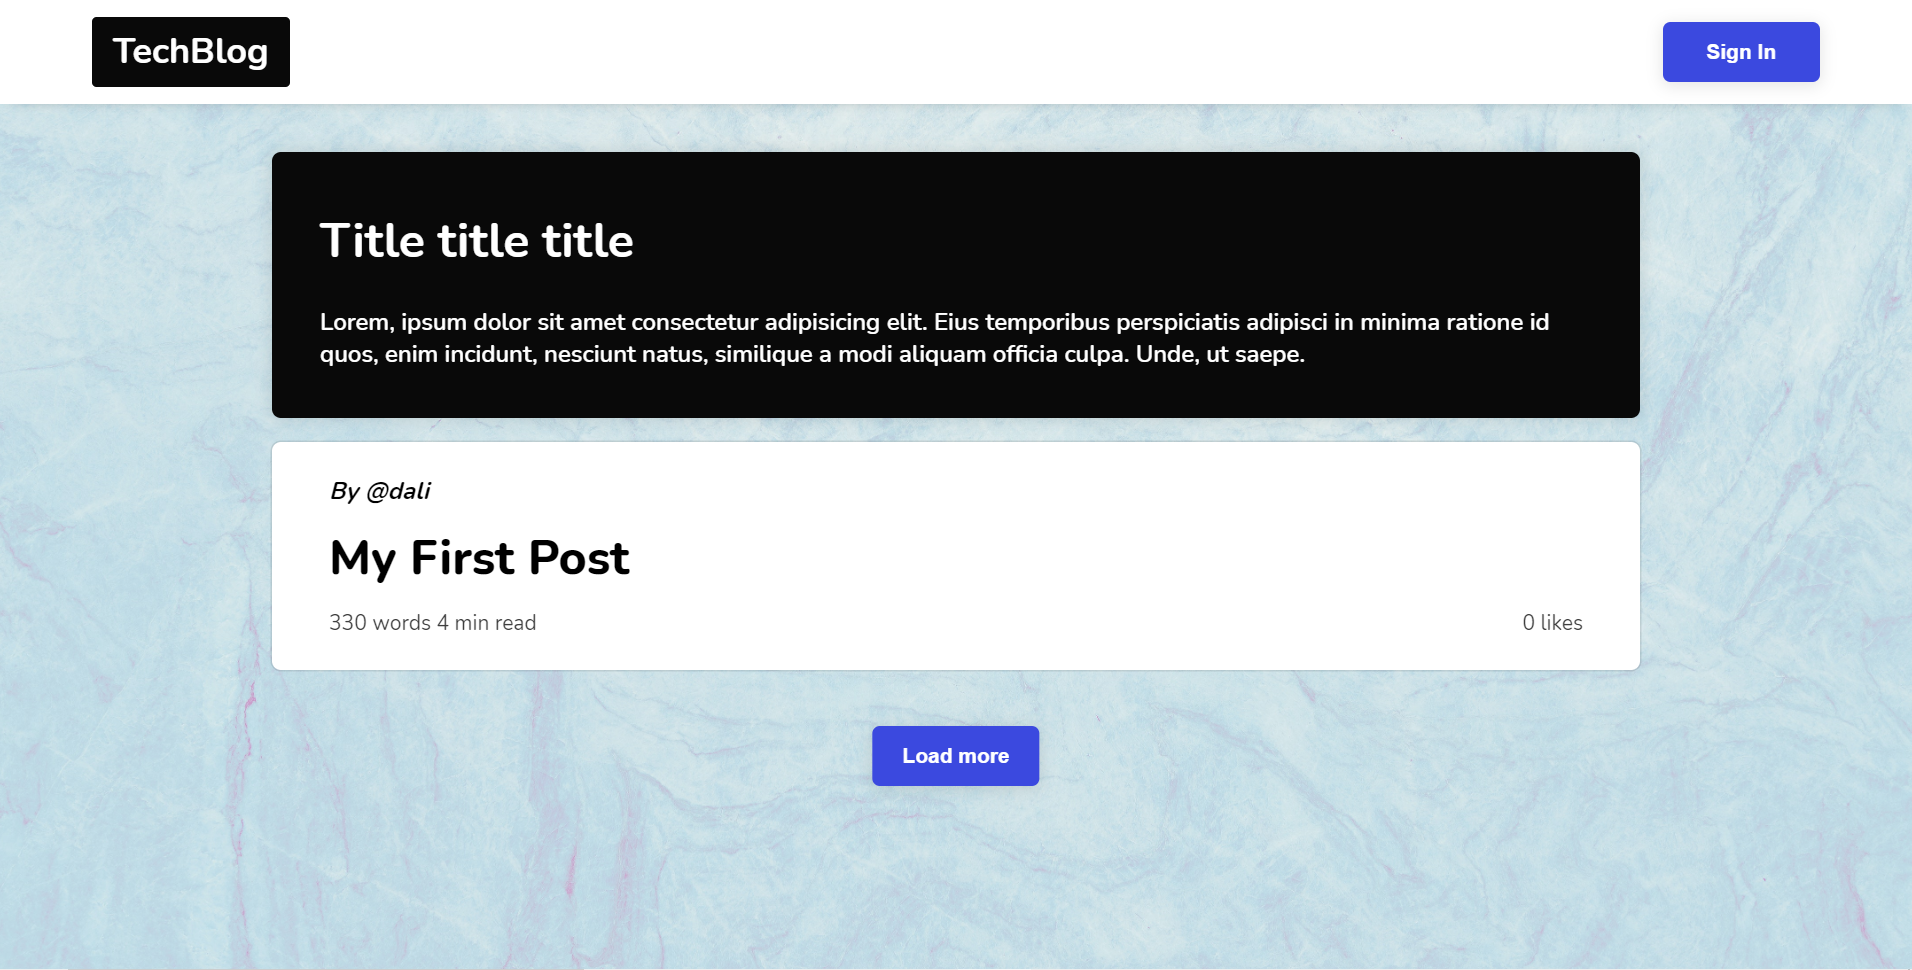 TechBlog
Sign In
Title title title
Lorem, ipsum dolor sit amet consectetur adipisicing elit. Eius temporibus perspiciatis adipisci in minima ratione id
quos, enim incidunt, nesciunt natus, similique a modi aliquam officia culpa. Unde, ut saepe.
By @dali
My First Post
330 words 4 min read
0 likes
Load more